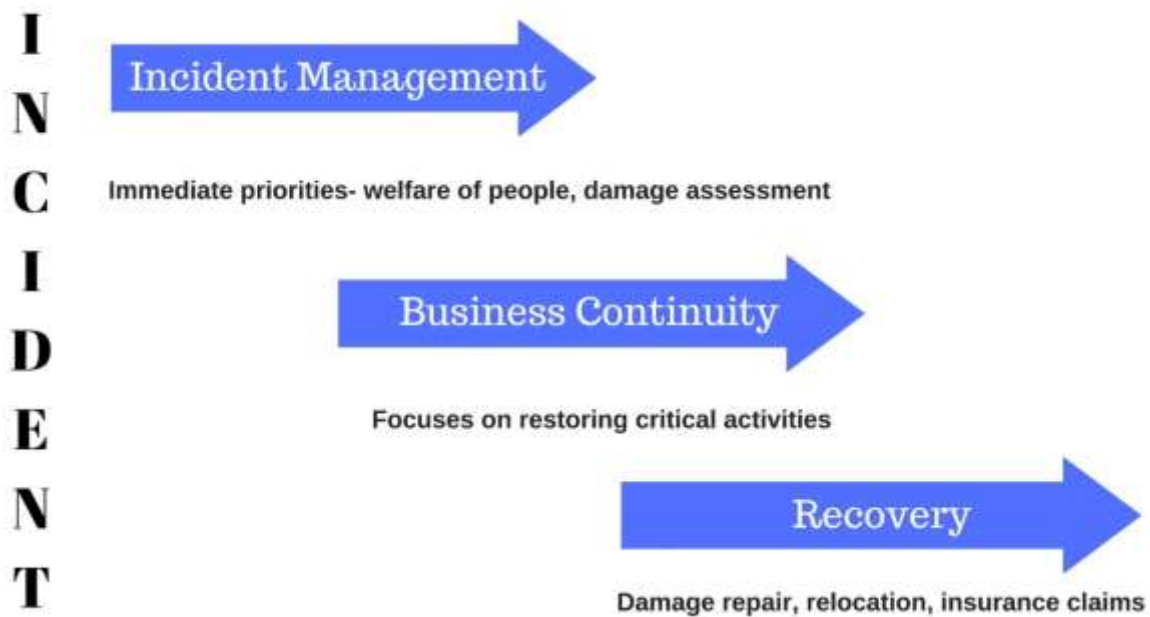 INCIDENT
Incident Management
Immediate priorities- welfare of people, damage assessment
Business Continuity
Focuses on restoring critical activities
Recovery
Damage repair, relocation, insurance claims